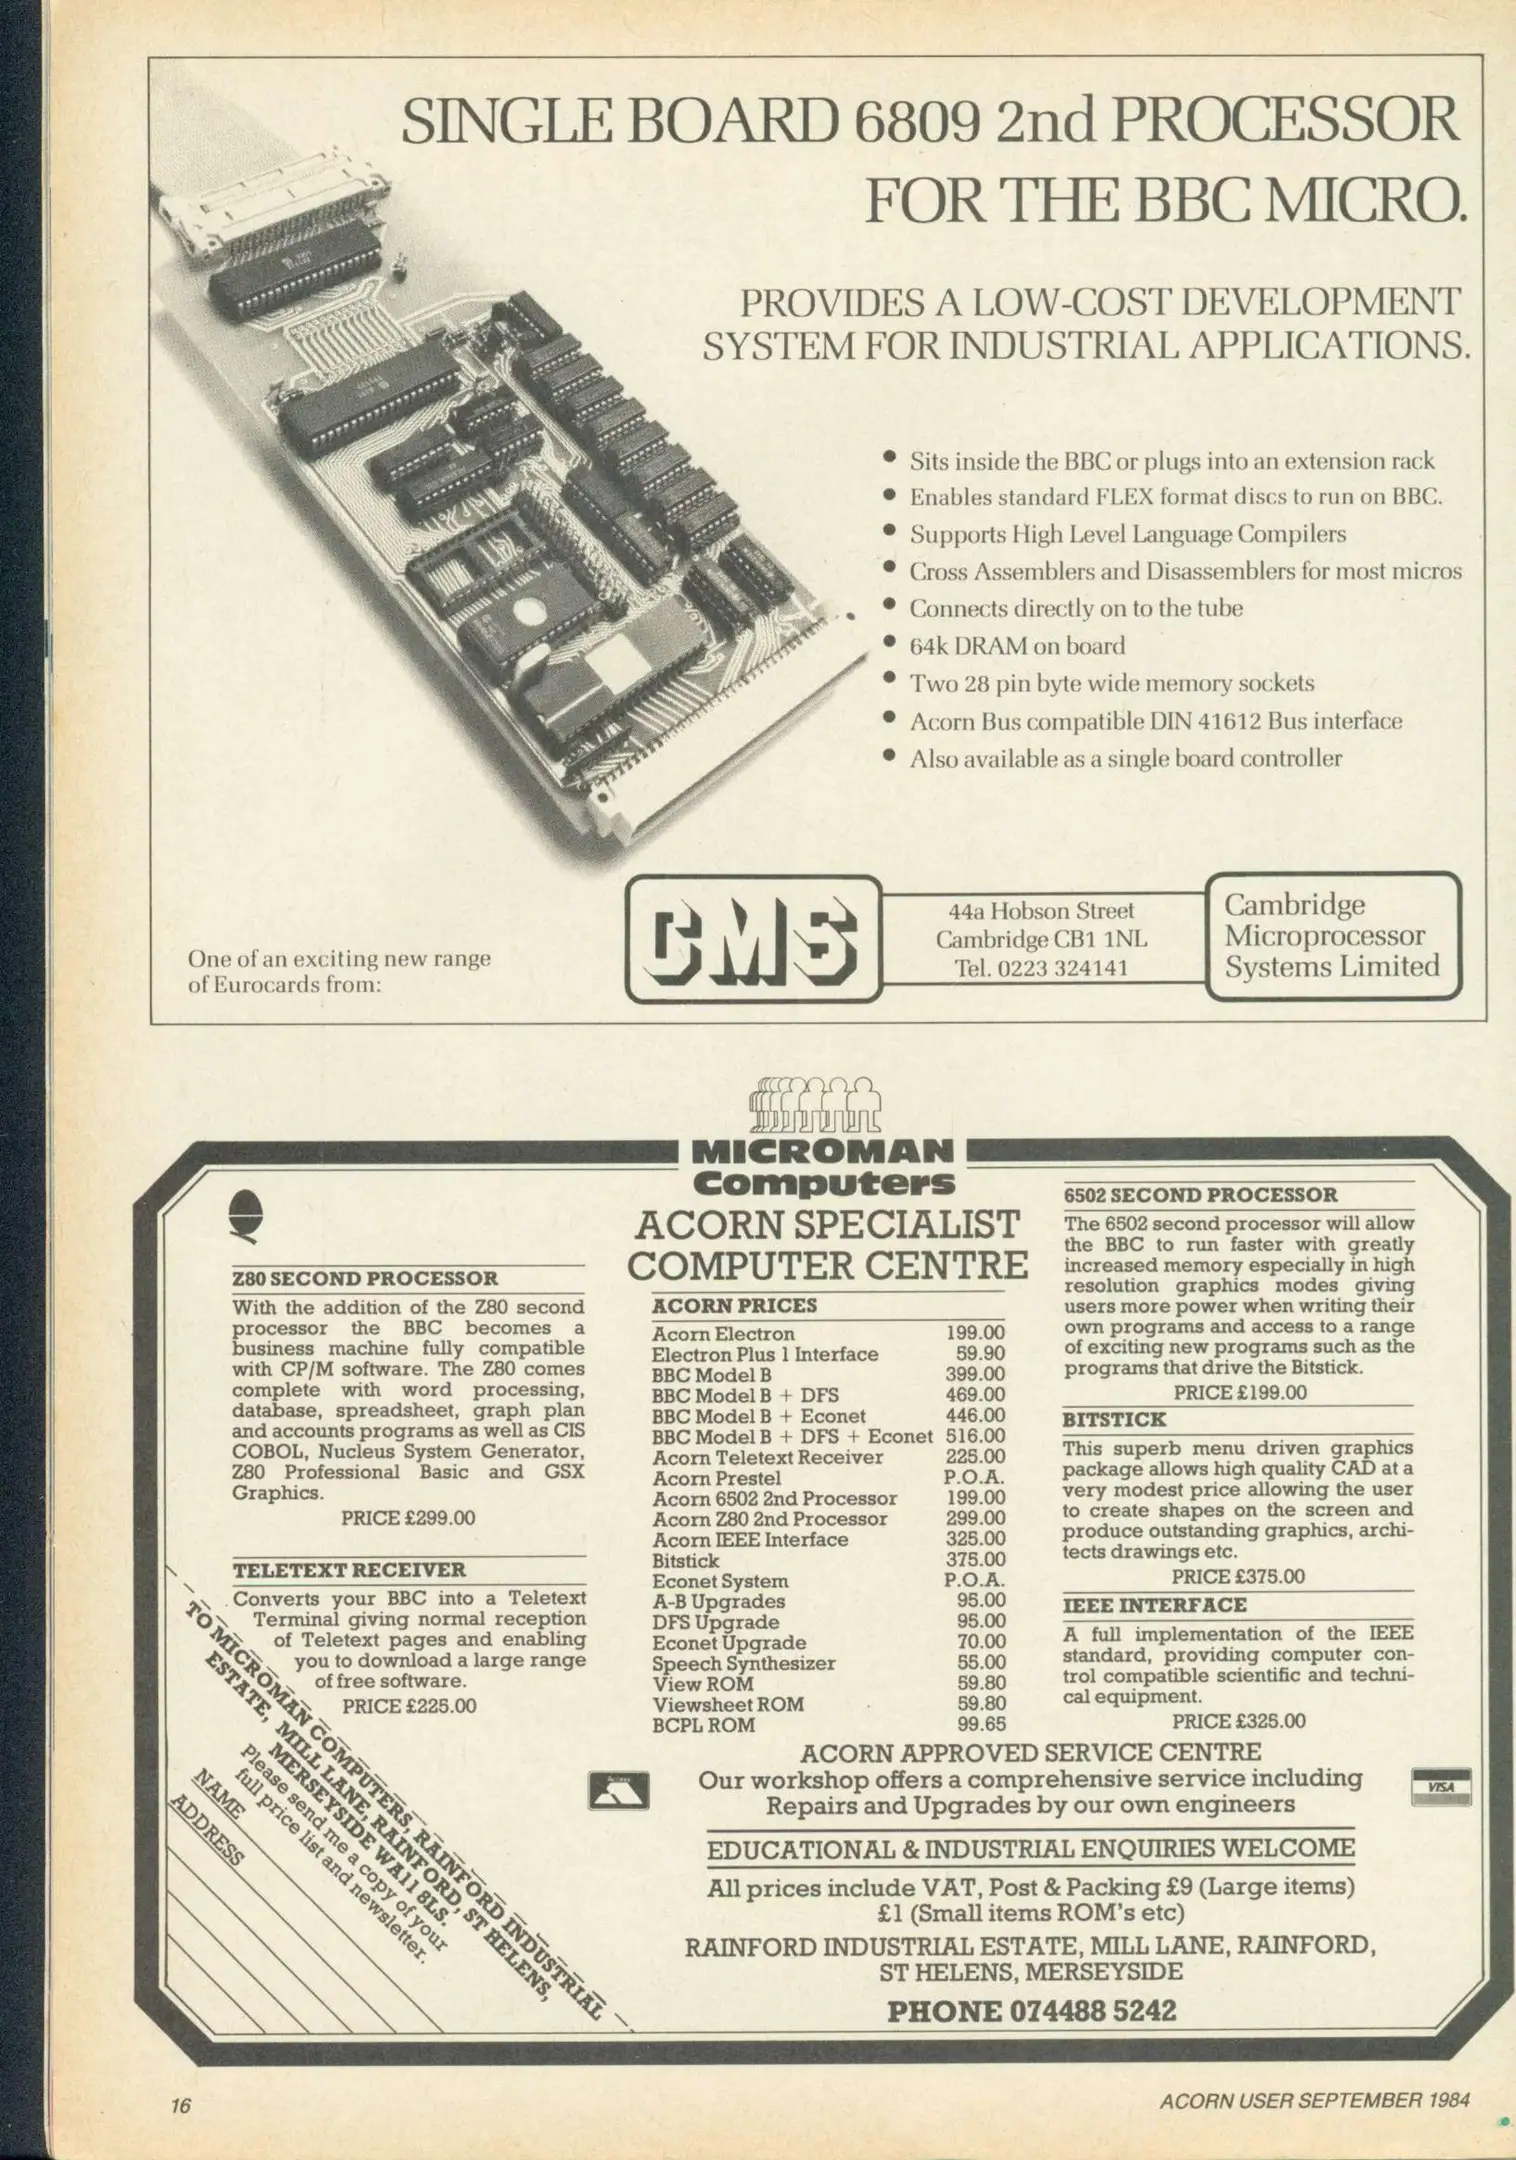 SINGLE BOARD 6809 2nd PROCESSOR
FOR THE BBC MICRO.
PROVIDES A LOW-COST DEVELOPMENT
SYSTEM FOR INDUSTRIAL APPLICATIONS.
• Sits inside the BBC or plugs into an extension rack
• Enables standard FLEX format discs to run on BBC.
• Supports High Level Language Compilers
• Cross Assemblers and Disassemblers for most micros
• Connects directly on to the tube
• 64k DRAM on board
• Two 28 pin byte wide memory sockets
• Acorn Bus compatible DIN 41612 Bus interface
• Also available as a single board controller
One of an exciting new range
of Eurocards from:
CMS
44a Hobson Street
Cambridge CB1 1NL
Tel. 0223 324141
Cambridge
Microprocessor
Systems Limited
MICROMAN
Computers
ACORN SPECIALIST
COMPUTER CENTRE
Z80 SECOND PROCESSOR
With the addition of the Z80 second
processor the BBC becomes a
business machine fully compatible
with CP/M software. The Z80 comes
complete with word processing,
database, spreadsheet, graph plan
and accounts programs as well as CIS
COBOL, Nucleus System Generator,
Z80 Professional Basic and GSX
Graphics.
PRICE £299.00
TELETEXT RECEIVER
Converts your BBC into a Teletext
Terminal giving normal reception
of Teletext pages and enabling
you to download a large range
of free software.
PRICE £225.00
TO MICROMAN COMPUTERS, RAINFORD INDUSTRIAL
ESTATE, MILL LANE, RAINFORD, ST HELENS,
MERSEYSIDE WA11 8LS.
Please send me a copy of your
full price list and newsletter.
NAME
ADDRESS
ACORN PRICES
Acorn Electron 199.00
Electron Plus 1 Interface 59.90
BBC Model B 399.00
BBC Model B + DFS 469.00
BBC Model B + Econet 446.00
BBC Model B + DFS + Econet 516.00
Acorn Teletext Receiver 225.00
Acorn Prestel P.O.A.
Acorn 6502 2nd Processor 199.00
Acorn Z80 2nd Processor 299.00
Acorn IEEE Interface 325.00
Bitstick 375.00
Econet System P.O.A.
A-B Upgrades 95.00
DFS Upgrade 95.00
Econet Upgrade 70.00
Speech Synthesizer 55.00
View ROM 59.80
Viewsheet ROM 59.80
BCPL ROM 99.65
6502 SECOND PROCESSOR
The 6502 second processor will allow
the BBC to run faster with greatly
increased memory especially in high
resolution graphics modes giving
users more power when writing their
own programs and access to a range
of exciting new programs such as the
programs that drive the Bitstick.
PRICE £199.00
BITSTICK
This superb menu driven graphics
package allows high quality CAD at a
very modest price allowing the user
to create shapes on the screen and
produce outstanding graphics, archi-
tects drawings etc.
PRICE £375.00
IEEE INTERFACE
A full implementation of the IEEE
standard, providing computer con-
trol compatible scientific and techni-
cal equipment.
PRICE £325.00
ACORN APPROVED SERVICE CENTRE
Our workshop offers a comprehensive service including
Repairs and Upgrades by our own engineers
VISA
EDUCATIONAL & INDUSTRIAL ENQUIRIES WELCOME
All prices include VAT, Post & Packing £9 (Large items)
£1 (Small items ROM's etc)
RAINFORD INDUSTRIAL ESTATE, MILL LANE, RAINFORD,
ST HELENS, MERSEYSIDE
PHONE 074488 5242
16
ACORN USER SEPTEMBER 1984